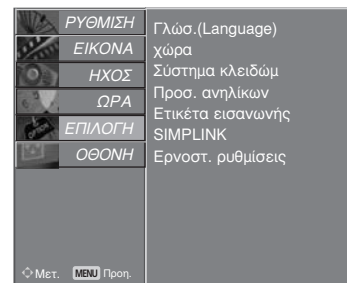 ΡΥΘΜΙΣΗ
ΕΙΚΟΝΑ
ΗΧΟΣ
ΩΡΑ
ΕΠΙΛΟΓΗ
ΟΘΟΝΗ
Γλώσ.(Language)
χώρα
Σύστημα κλειδώμ
Προσ. ανηλίκων
Ετικέτα εισανωνής
SIMPLINK
Ερνοστ. ρυθμίσεις
Μετ. MENU Προη.